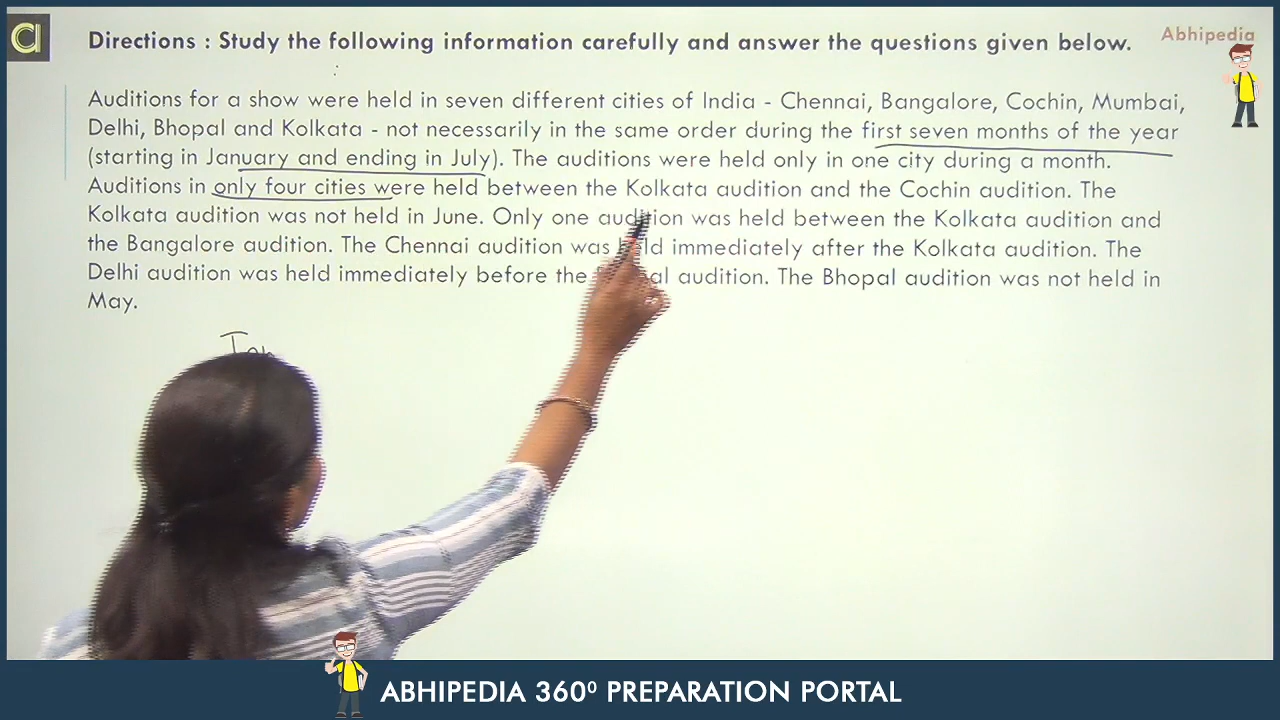 a
Directions : Study the following information carefully and answer the questions given below.
Abhipedia
Auditions for a show were held in seven different cities of India - Chennai, Bangalore, Cochin, Mumbai,
Delhi, Bhopal and Kolkata - not necessarily in the same order during the first seven months of the year
(starting in January and ending in July). The auditions were held only in one city during a month.
Auditions in only four cities were held between the Kolkata audition and the Cochin audition. The
Kolkata audition was not held in June. Only one audition was held between the Kolkata audition and
the Bangalore audition. The Chennai audition was held immediately after the Kolkata audition. The
Delhi audition was held immediately before the audition. The Bhopal audition was not held in
May.
ABHIPEDIA 360⁰ PREPARATION PORTAL